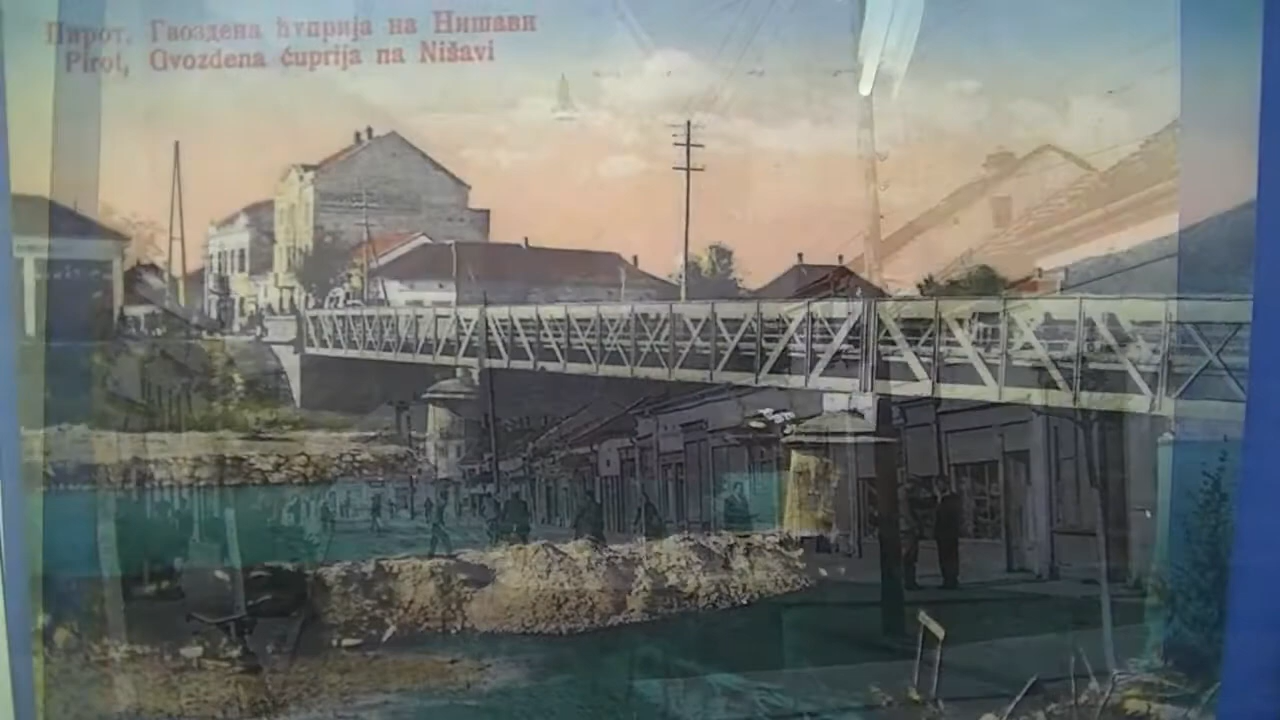 Пирот, Гвоздена ћуприја на Нишави
Pirot, Gvozdena ćuprija na Nišavi